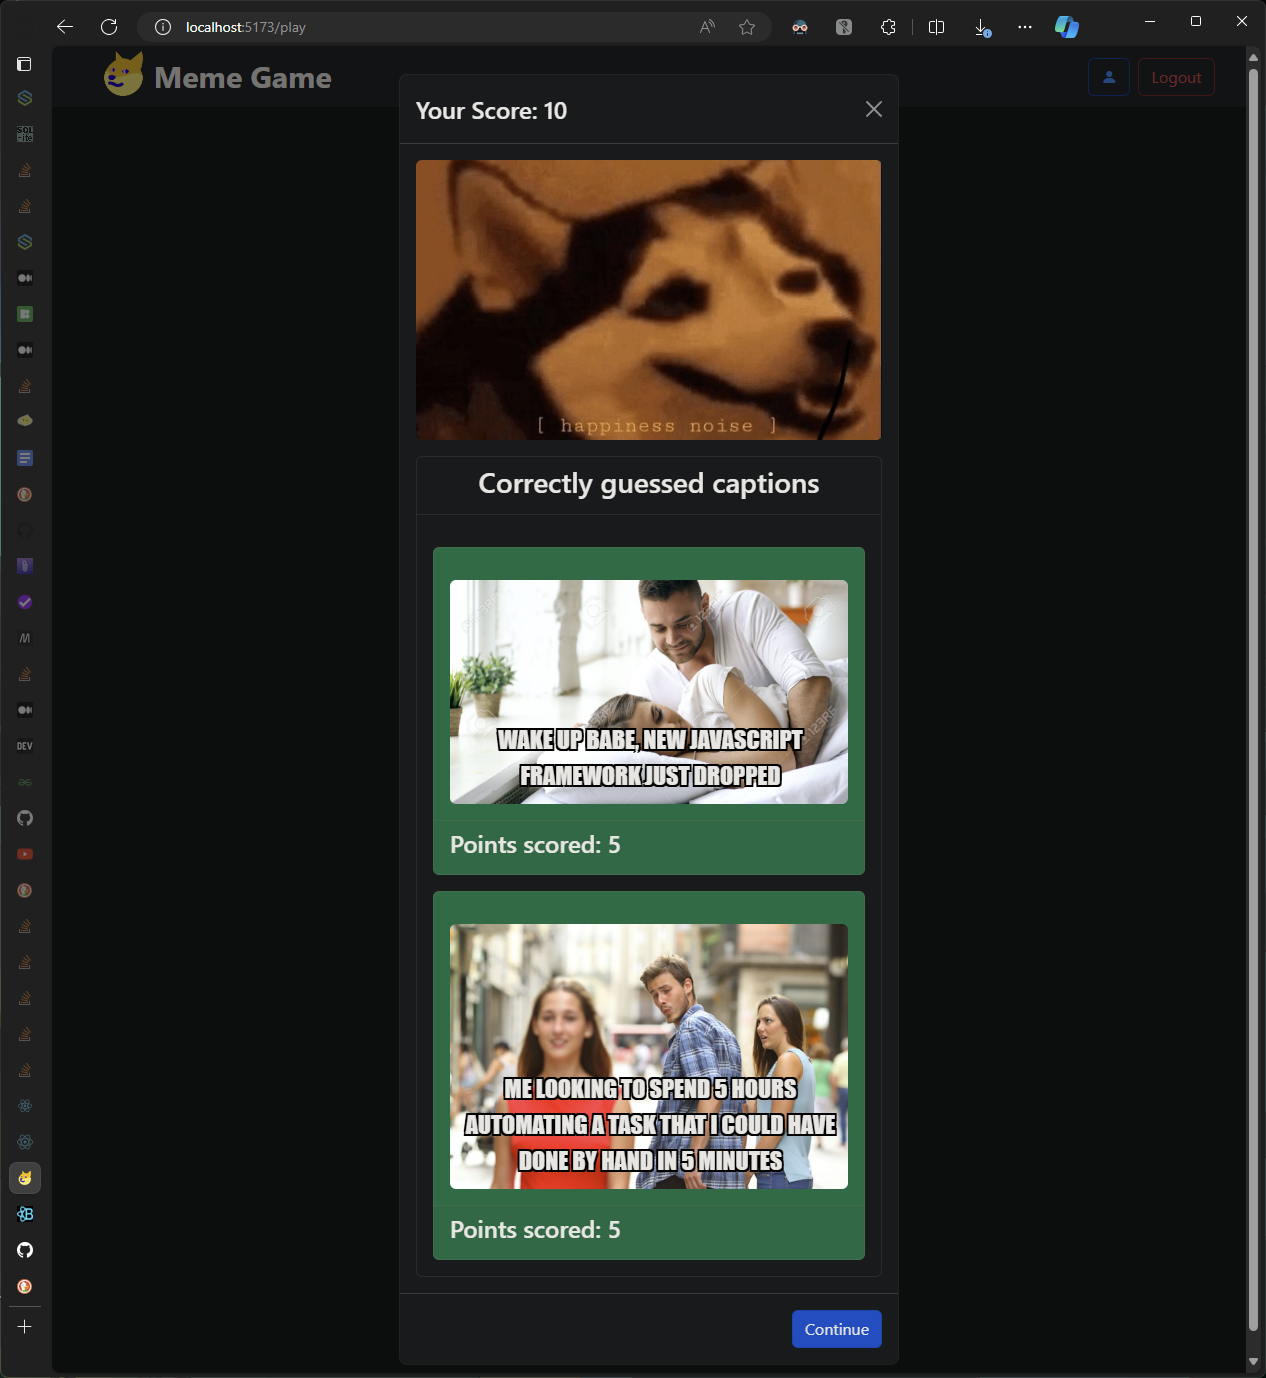 localhost:5173/play
Meme Game
Logout
Your Score: 10
[ happiness noise ]
Correctly guessed captions
WAKE UP BABE, NEW JAVASCRIPT
FRAMEWORK JUST DROPPED
Points scored: 5
ME LOOKING TO SPEND 5 HOURS
AUTOMATING A TASK THAT I COULD HAVE
DONE BY HAND IN 5 MINUTES
Points scored: 5
Continue
DEV